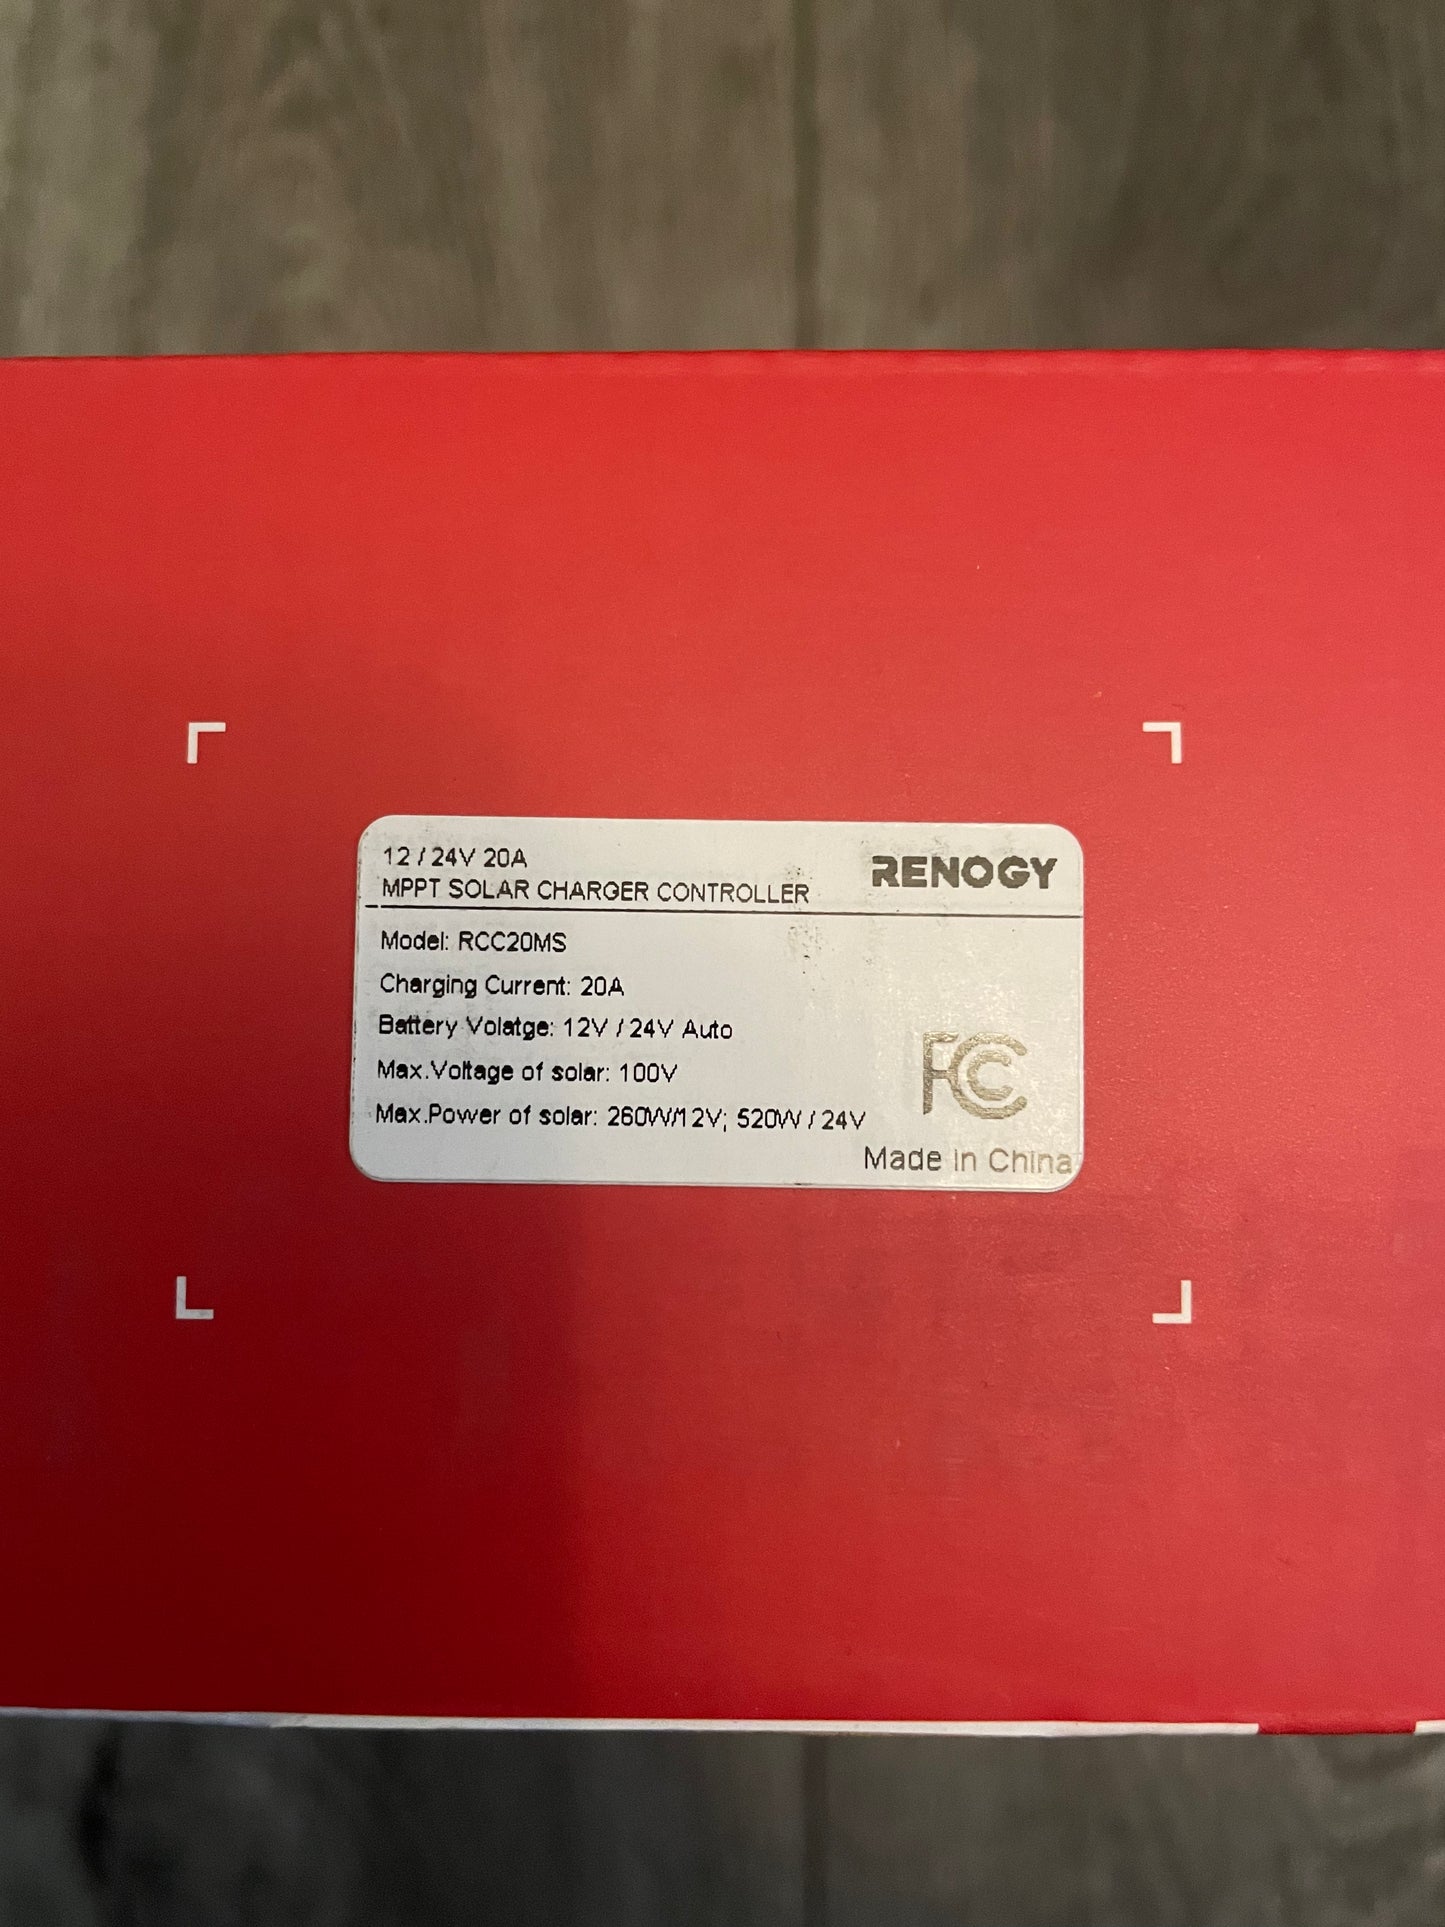 12 / 24V 20A
MPPT SOLAR CHARGER CONTROLLER
RENOGY
Model: RCC20MS
Charging Current: 20A
Battery Volatge: 12V / 24V Auto
Max.Voltage of solar: 100V
Max.Power of solar: 260W/12V; 520W / 24V
FC
Made in China